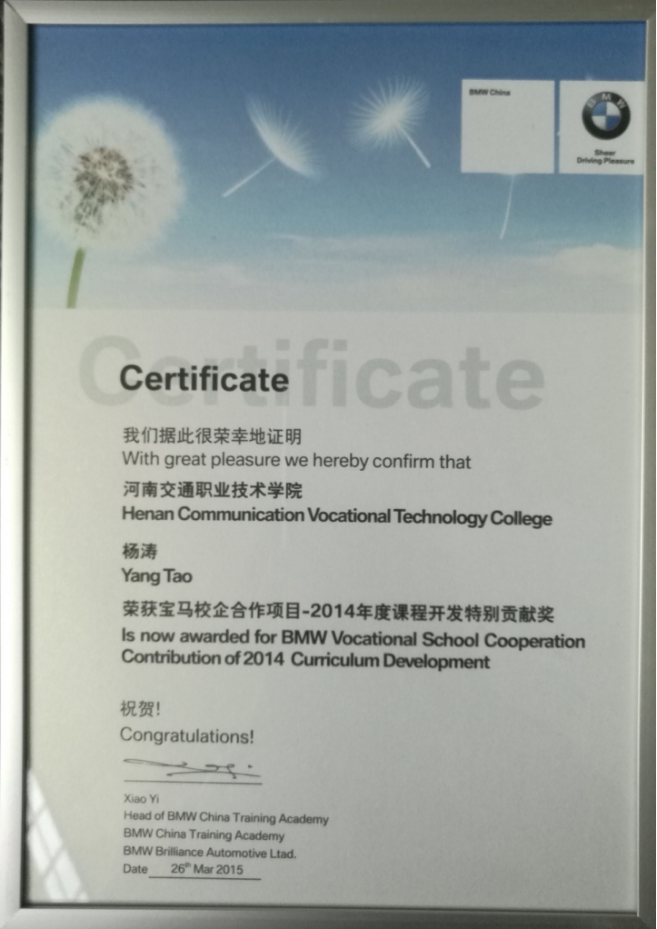 BMW China
BMW
Sheer
Driving Pleasure
Certificate
Certificate
我们据此很荣幸地证明
With great pleasure we hereby confirm that
河南交通职业技术学院
Henan Communication Vocational Technology College
杨涛
Yang Tao
荣获宝马校企合作项目-2014年度课程开发特别贡献奖
Is now awarded for BMW Vocational School Cooperation
Contribution of 2014 Curriculum Development
祝贺!
Congratulations!
Xiao Yi
Head of BMW China Training Academy
BMW China Training Academy
BMW Brilliance Automotive Ltad.
Date 26th Mar 2015